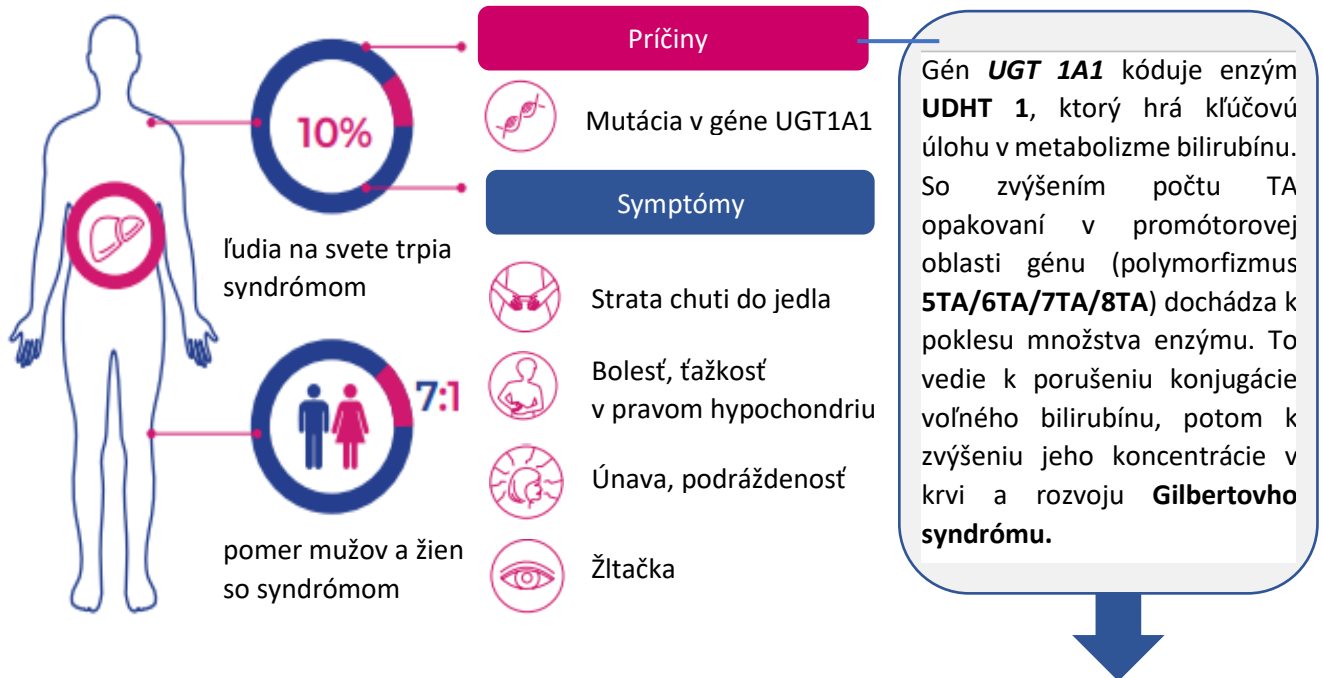 10%
ľudia na svete trpia
syndrómom
7:1
pomer mužov a žien
so syndrómom
Príčiny
Mutácia v géne UGT1A1
Symptómy
Strata chuti do jedla
Bolesť, ťažkosť
v pravom hypochondriu
Únava, podráždenosť
Žltačka
Gén UGT 1A1 kóduje enzým
UDHT 1, ktorý hrá kľúčovú
úlohu v metabolizme bilirubínu.
So zvýšením počtu TA
opakovaní v promótorovej
oblasti génu (polymorfizmus
5TA/6TA/7TA/8TA) dochádza k
poklesu množstva enzýmu. To
vedie k porušeniu konjugácie
voľného bilirubínu, potom k
zvýšeniu jeho koncentrácie v
krvi a rozvoju Gilbertovho
syndrómu.